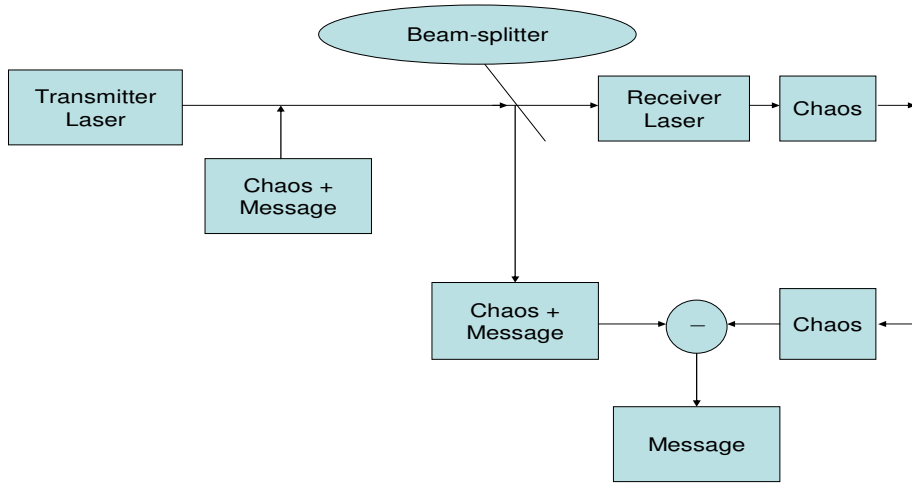 Beam-splitter
Transmitter
Laser
Receiver
Laser
Chaos
Chaos +
Message
Chaos +
Message
−
Chaos
Message